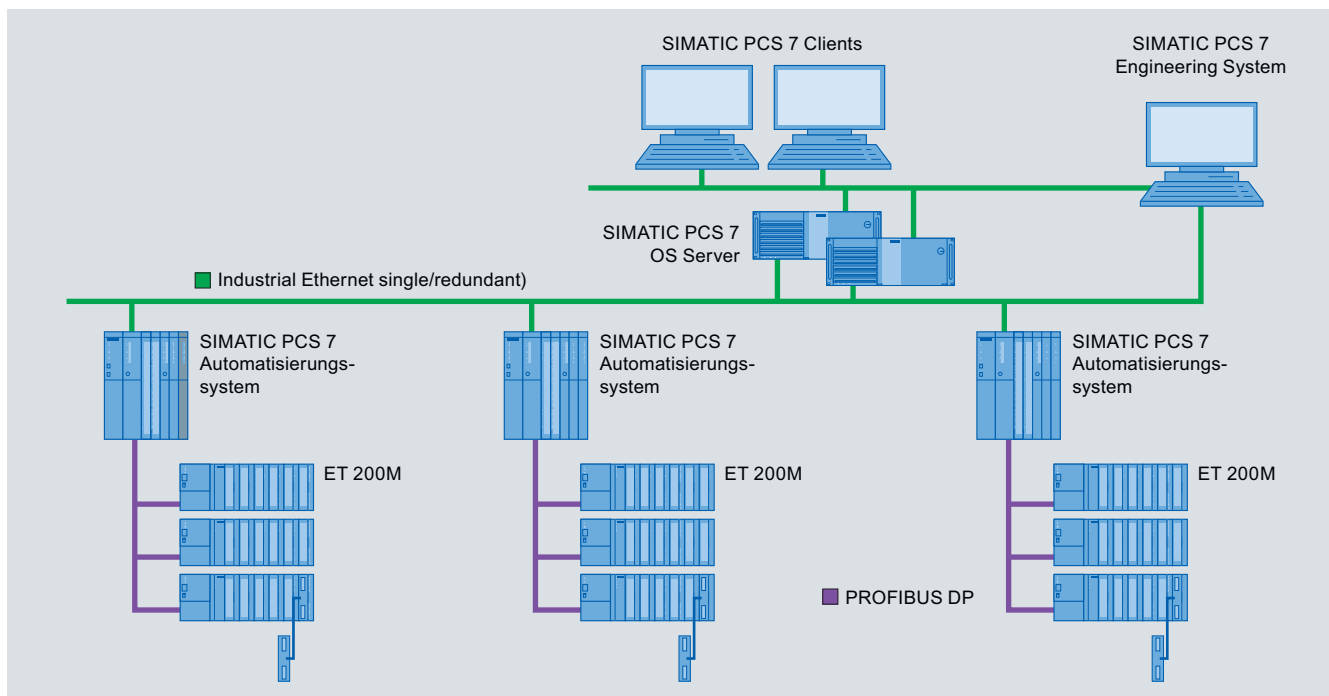 SIMATIC PCS 7 Clients
SIMATIC PCS 7
Engineering System
SIMATIC PCS 7
OS Server
Industrial Ethernet single/redundant)
SIMATIC PCS 7
Automatisierungs-
system
SIMATIC PCS 7
Automatisierungs-
system
SIMATIC PCS 7
Automatisierungs-
system
ET 200M
ET 200M
ET 200M
PROFIBUS DP